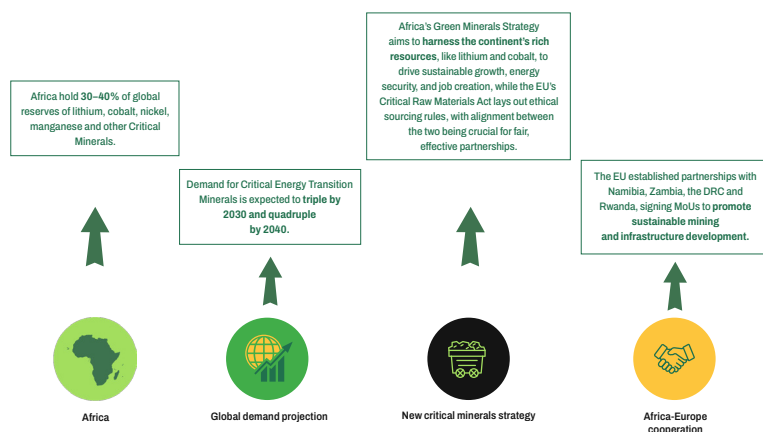 Africa hold 30–40% of global
reserves of lithium, cobalt, nickel,
manganese and other Critical
Minerals.
Demand for Critical Energy Transition
Minerals is expected to triple by
2030 and quadruple
by 2040.
Africa's Green Minerals Strategy
aims to harness the continent's rich
resources, like lithium and cobalt, to
drive sustainable growth, energy
security, and job creation, while the EU's
Critical Raw Materials Act lays out ethical
sourcing rules, with alignment between
the two being crucial for fair,
effective partnerships.
The EU established partnerships with
Namibia, Zambia, the DRC and
Rwanda, signing MoUs to promote
sustainable mining
and infrastructure development.
Africa
Global demand projection
New critical minerals strategy
Africa-Europe
cooperation